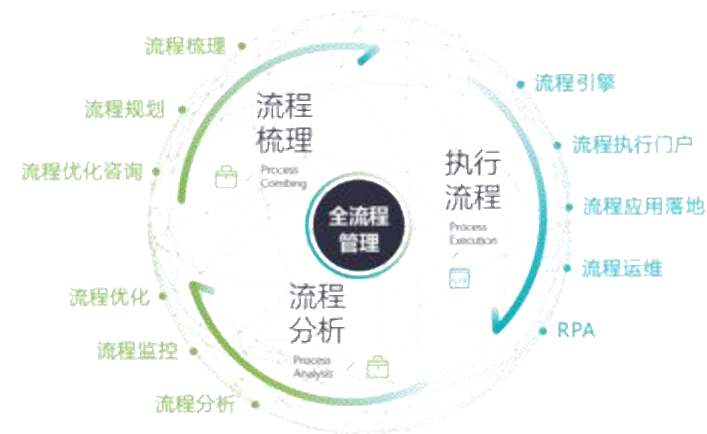 流程梳理
流程规划
流程优化咨询
流程优化
流程监控
流程分析
流程
梳理
Process
Combing
执行
流程
Process
Execution
全流程
管理
流程
分析
Process
Analysis
流程引擎
流程执行门户
流程应用落地
流程运维
RPA